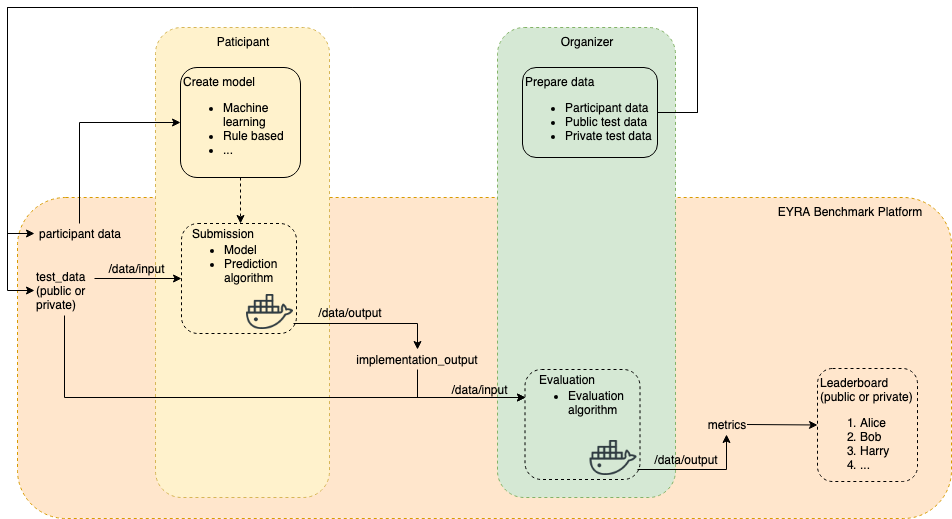 Paticipant
Organizer
Create model
• Machine
learning
• Rule based
• ...
Prepare data
• Participant data
• Public test data
• Private test data
EYRA Benchmark Platform
participant data
Submission
• Model
• Prediction
algorithm
/data/input
test_data
(public or
private)
/data/output
implementation_output
/data/input
Evaluation
• Evaluation
algorithm
Leaderboard
(public or private)
1. Alice
2. Bob
3. Harry
4. ...
metrics
/data/output